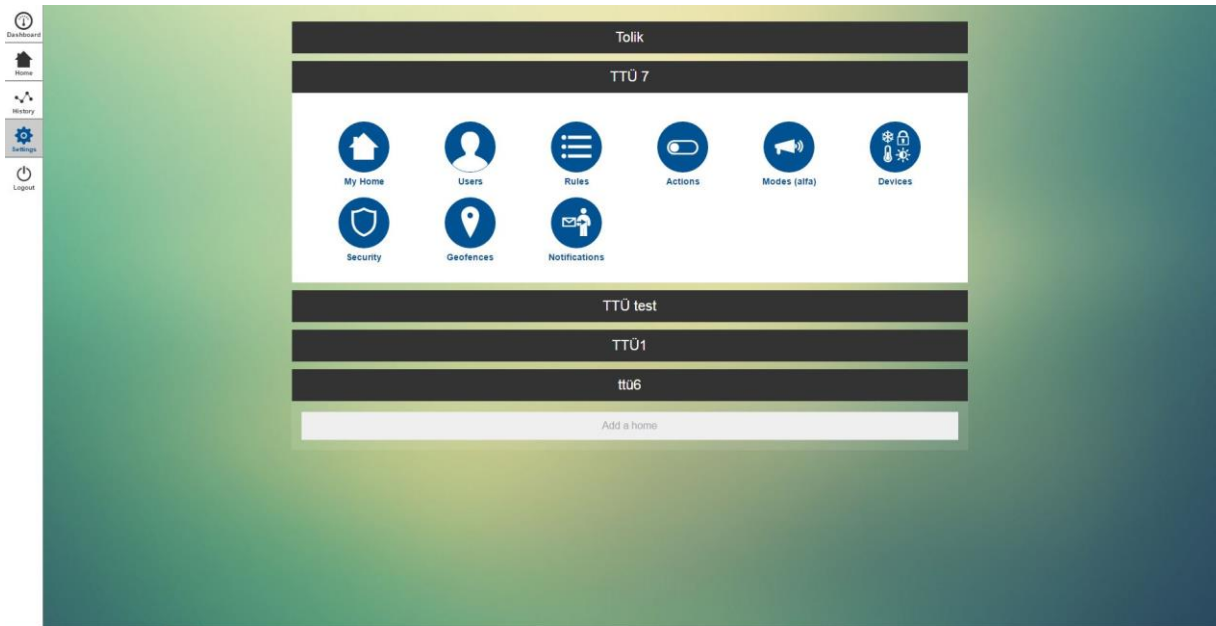 Dashboard
Home
History
Settings
Logout
Tolik
TTÜ 7
My Home Users Rules Actions Modes (alfa) Devices
Security Geofences Notifications
TTÜ test
TTÜ1
ttü6
Add a home